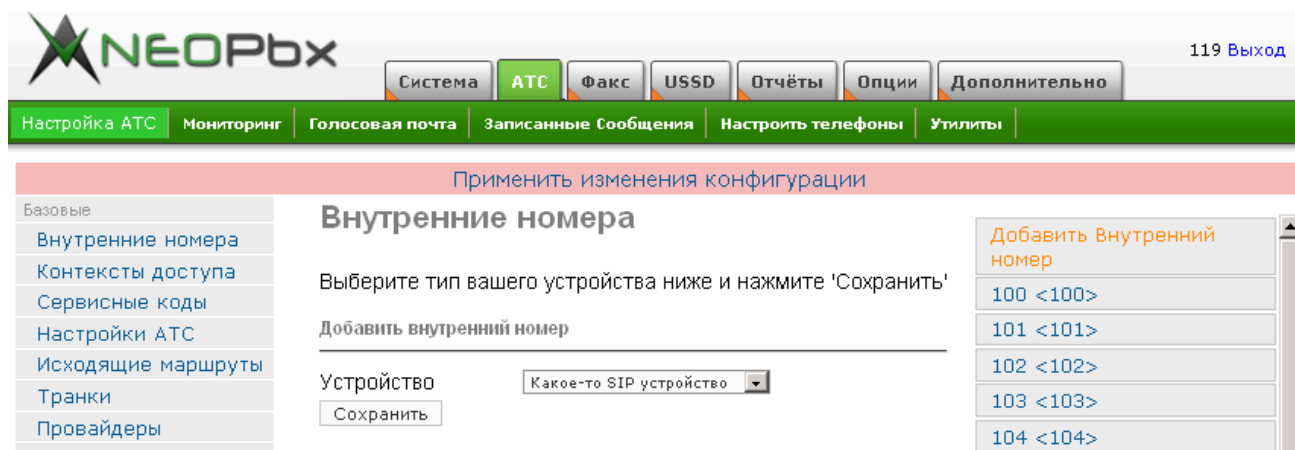 NEOPbx
119 Выход
Система АТС Факс USSD Отчёты Опции Дополнительно
Настройка АТС Мониторинг Голосовая почта Записанные Сообщения Настроить телефоны Утилиты
Применить изменения конфигурации
Базовые
Внутренние номера
Контексты доступа
Сервисные коды
Настройки АТС
Исходящие маршруты
Транки
Провайдеры
Внутренние номера
Выберите тип вашего устройства ниже и нажмите 'Сохранить'
Добавить внутренний номер
Устройство Какое-то SIP устройство
Сохранить
Добавить Внутренний
номер
100 <100>
101 <101>
102 <102>
103 <103>
104 <104>